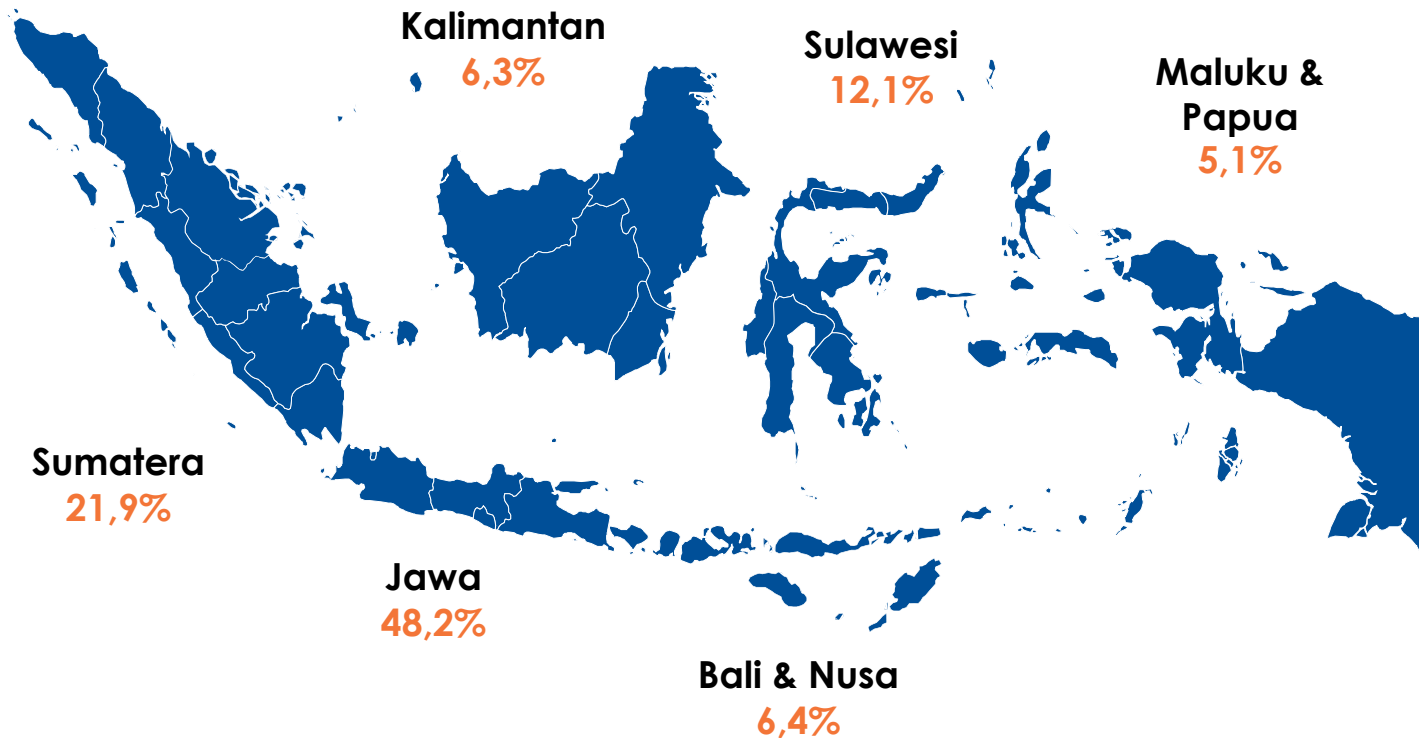 Kalimantan
6,3%
Sulawesi
12,1%
Maluku &
Papua
5,1%
Sumatera
21,9%
Jawa
48,2%
Bali & Nusa
6,4%